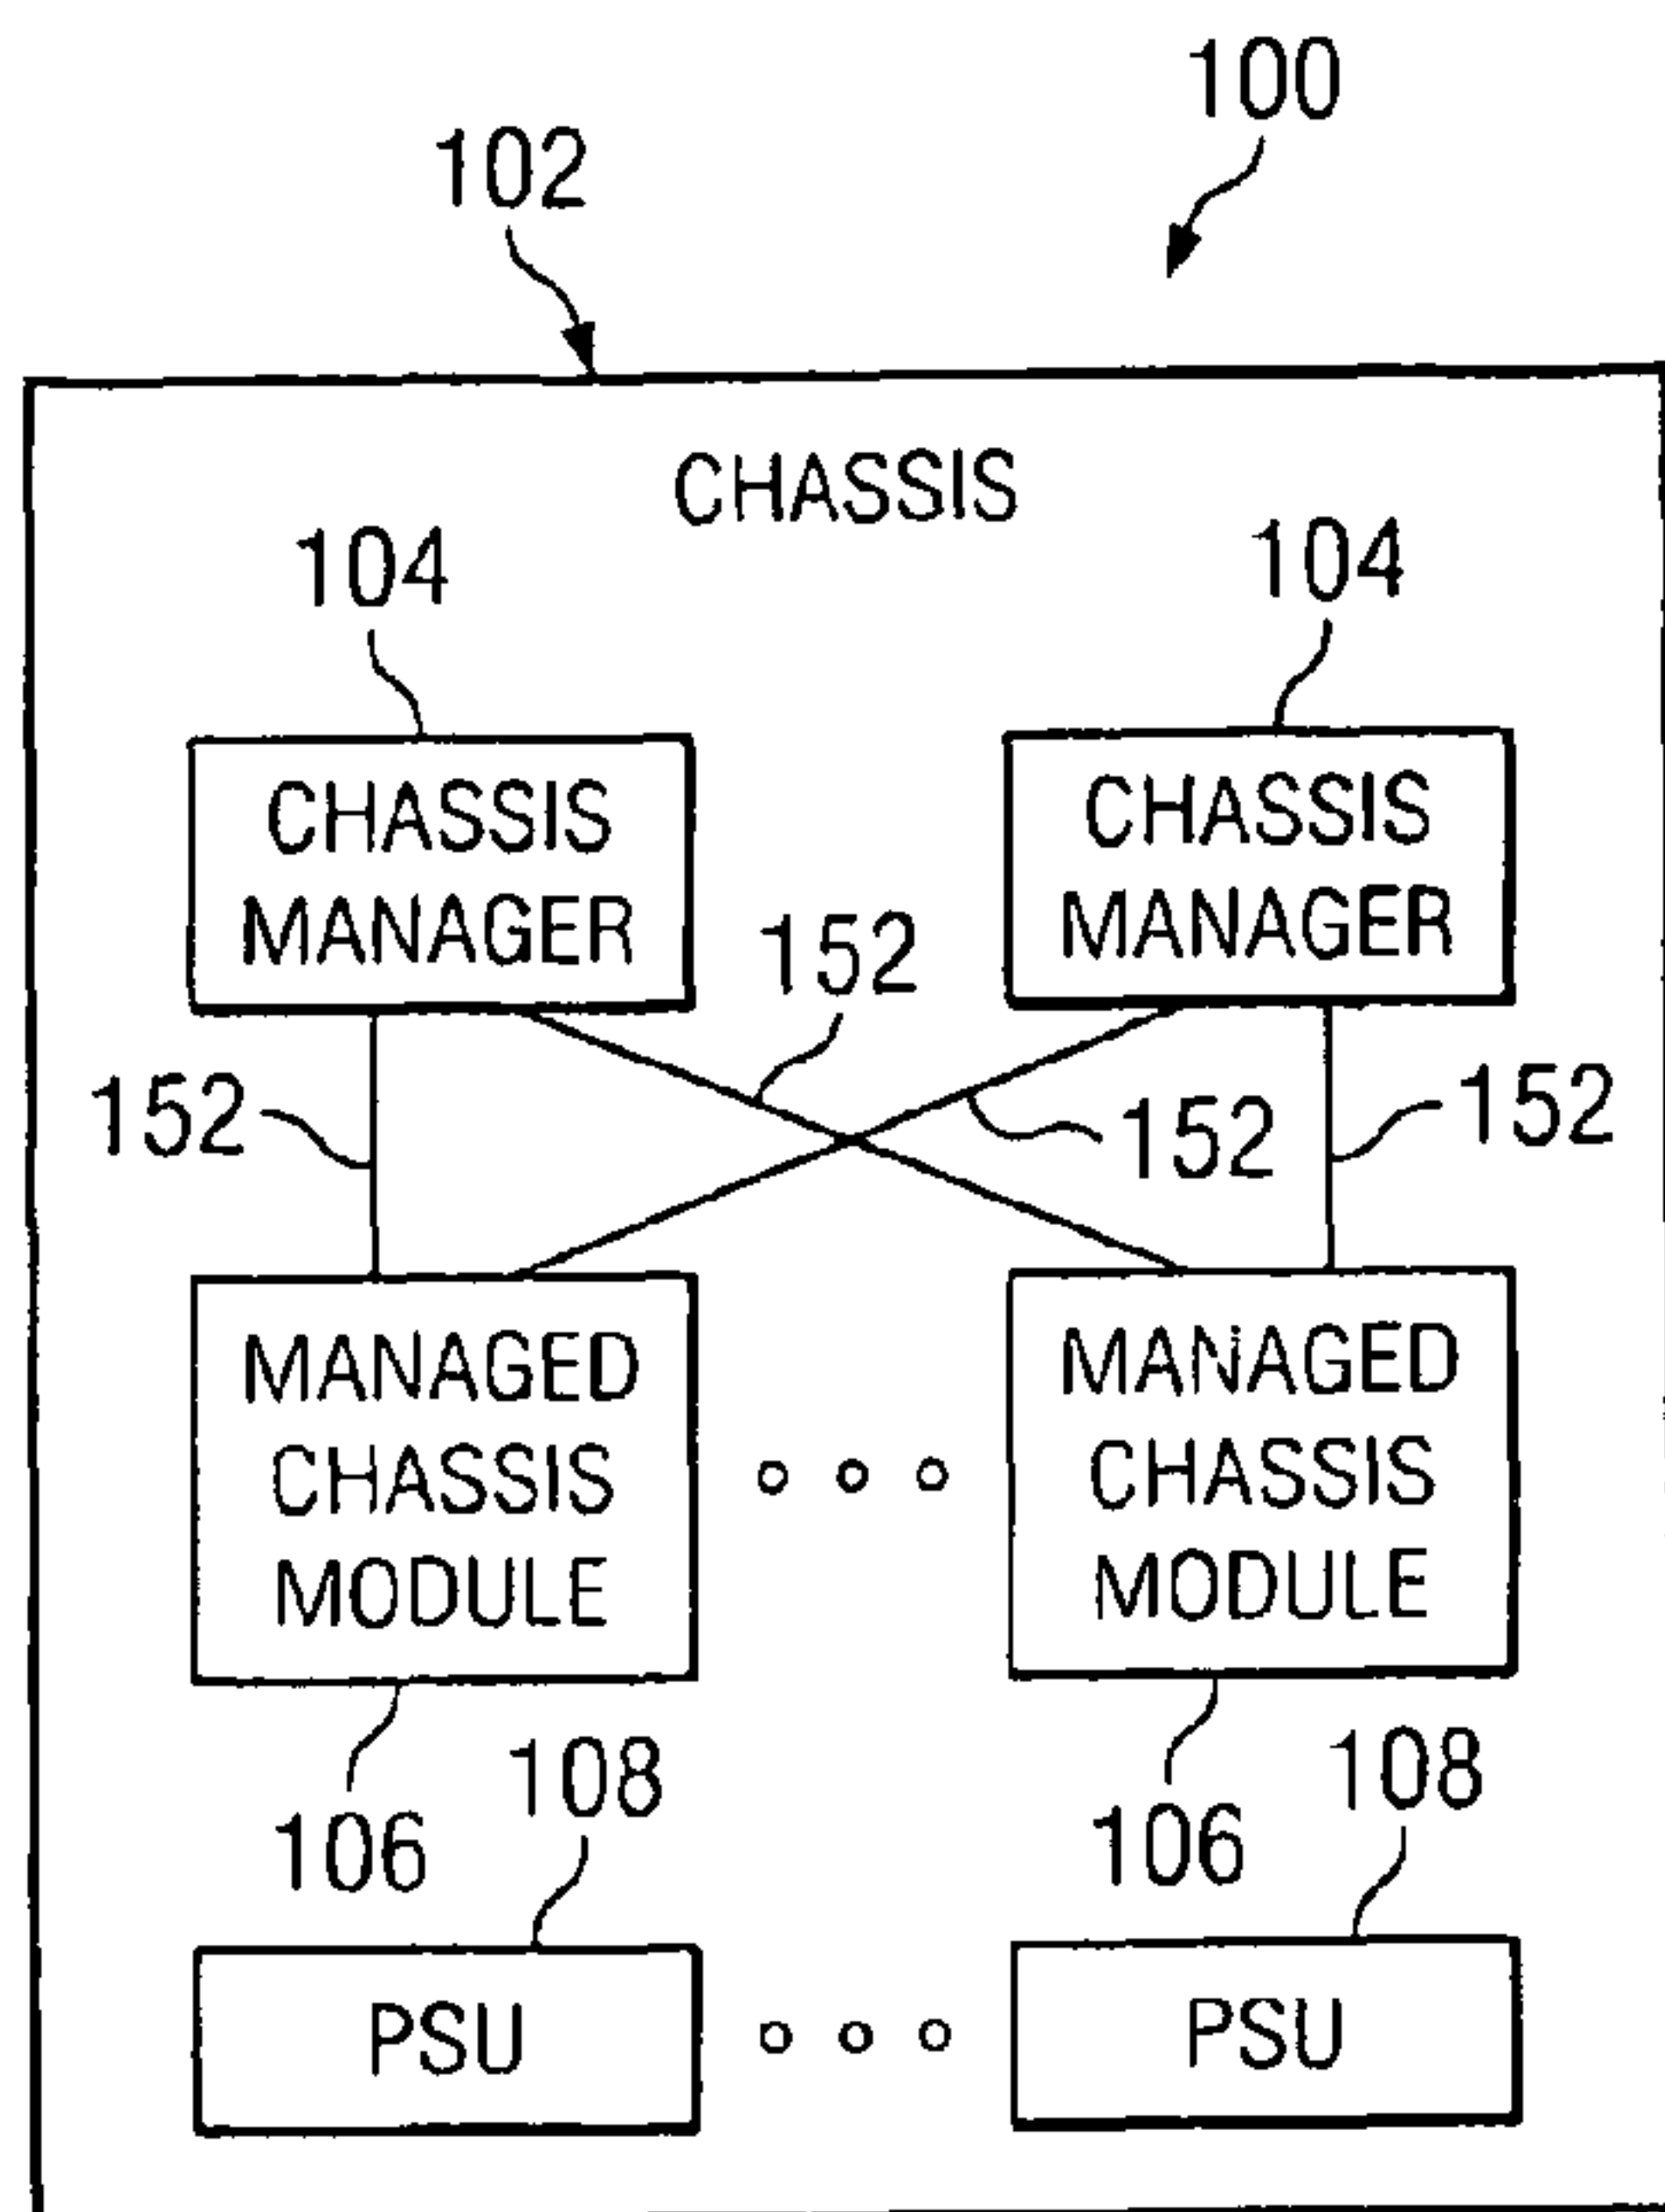 100
102
CHASSIS
104
104
CHASSIS
MANAGER
CHASSIS
MANAGER
152
152
152
152
MANAGED
CHASSIS
MODULE
MANAGED
CHASSIS
MODULE
106
108
106
108
PSU
PSU